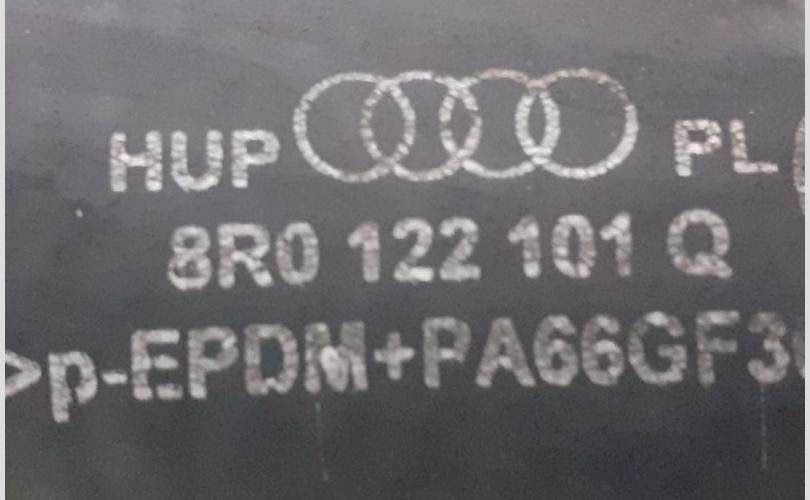 HUP PL
8R0 122 101 Q
>p-EPDM+PA66GF3